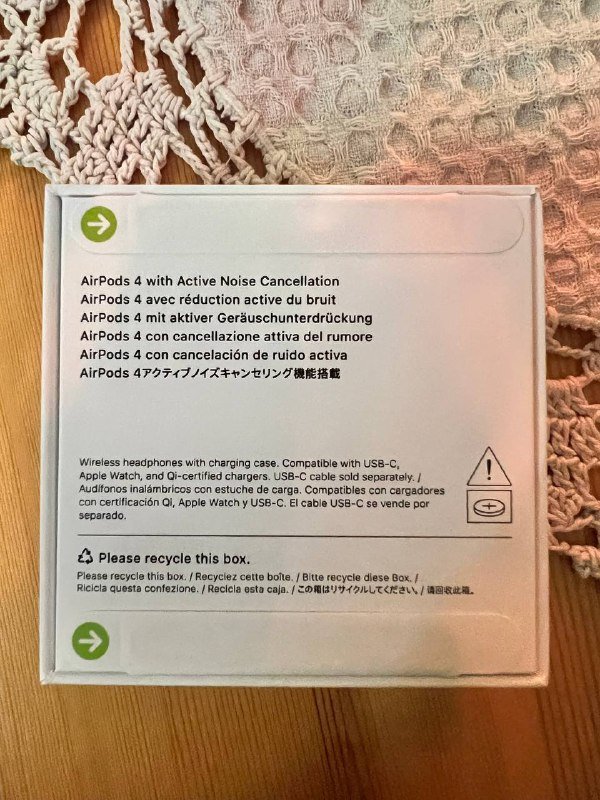 AirPods 4 with Active Noise Cancellation
AirPods 4 avec réduction active du bruit
AirPods 4 mit aktiver Geräuschunterdrückung
AirPods 4 con cancellazione attiva del rumore
AirPods 4 con cancelación de ruido activa
AirPods 4アクティブノイズキャンセリング機能搭載
Wireless headphones with charging case. Compatible with USB-C,
Apple Watch, and Qi-certified chargers. USB-C cable sold separately. /
Audífonos inalámbricos con estuche de carga. Compatibles con cargadores
con certificación Qi, Apple Watch y USB-C. El cable USB-C se vende por
separado.
Please recycle this box.
Please recycle this box. / Recyclez cette boîte. / Bitte recycle diese Box. /
Ricicla questa confezione. / Recicla esta caja. / この箱はリサイクルしてください。/ 请回收此箱。